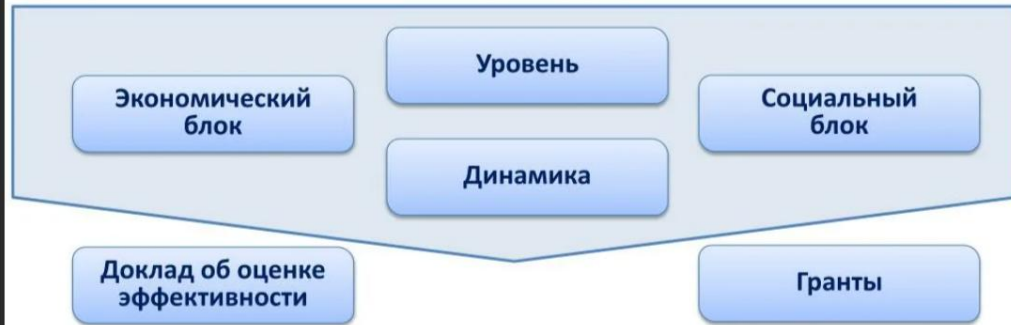 Уровень
Экономический
блок
Социальный
блок
Динамика
Доклад об оценке
эффективности
Гранты